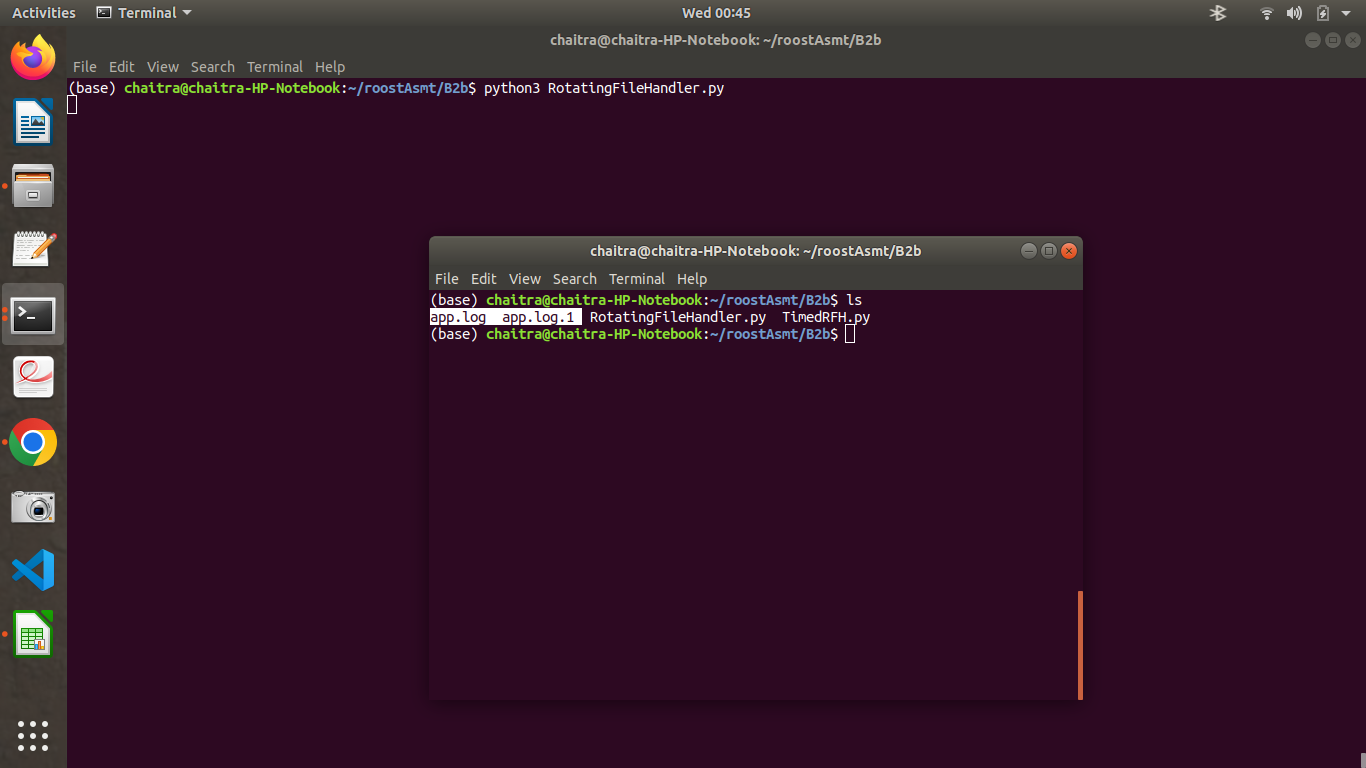 Activities Terminal Wed 00:45
chaitra@chaitra-HP-Notebook: ~/roostAsmt/B2b
File Edit View Search Terminal Help
(base) chaitra@chaitra-HP-Notebook:~/roostAsmt/B2b$ python3 RotatingFileHandler.py
chaitra@chaitra-HP-Notebook: ~/roostAsmt/B2b
File Edit View Search Terminal Help
(base) chaitra@chaitra-HP-Notebook:~/roostAsmt/B2b$ ls
app.log app.log.1 RotatingFileHandler.py TimedRFH.py
(base) chaitra@chaitra-HP-Notebook:~/roostAsmt/B2b$